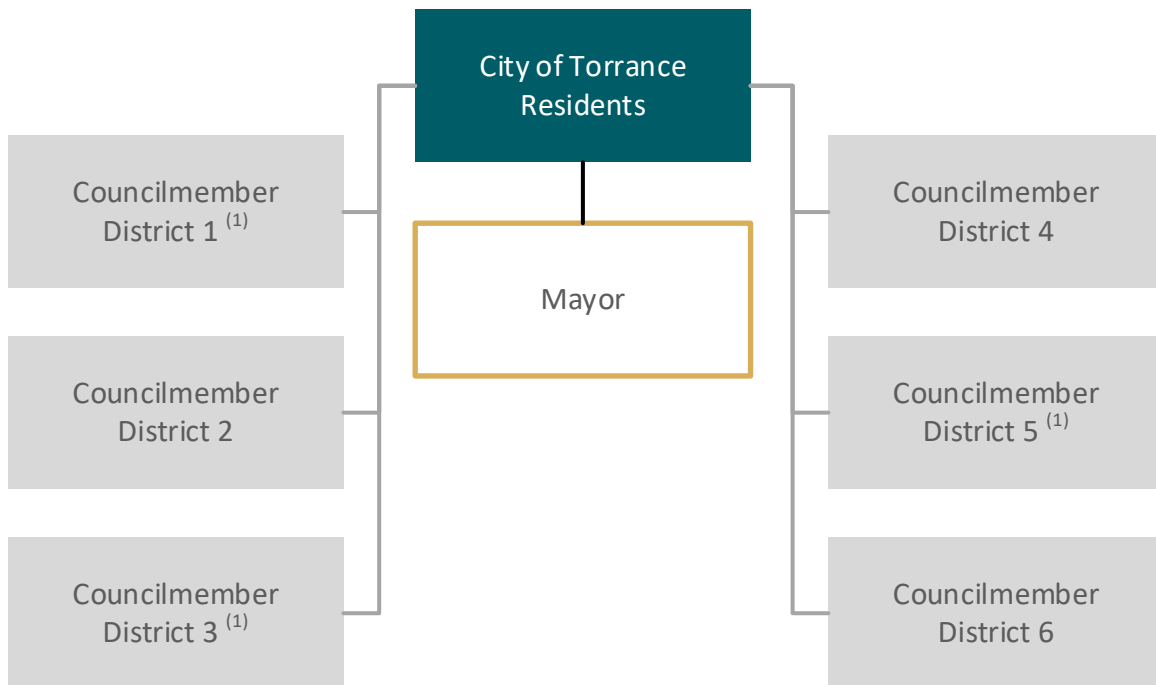 City of Torrance
Residents
Mayor
Councilmember
District 1 (1)
Councilmember
District 2
Councilmember
District 3 (1)
Councilmember
District 4
Councilmember
District 5 (1)
Councilmember
District 6